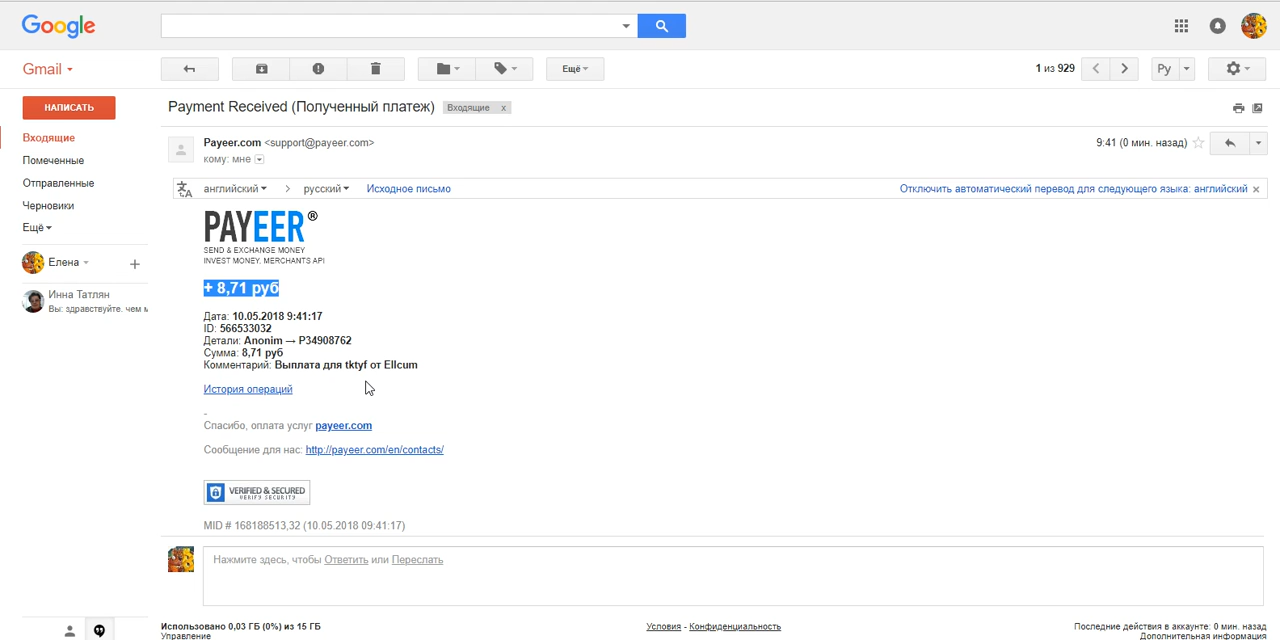 Google
Gmail
Ещё
1 из 929
Ру
НАПИСАТЬ
Входящие
Помеченные
Отправленные
Черновики
Ещё
Елена
+
Инна Татлян
Вы: здравствуйте. чем м
Payment Received (Полученный платеж)
Входящие x
Payeer.com <support@payeer.com>
9:41 (0 мин. назад)
кому: мне
английский > русский Исходное письмо
Отключить автоматический перевод для следующего языка: английский x
PAYEER®
SEND & EXCHANGE MONEY
INVEST MONEY, MERCHANTS API
+ 8,71 руб
Дата: 10.05.2018 9:41:17
ID: 566533032
Детали: Anonim → P34908762
Сумма: 8,71 руб
Комментарий: Выплата для tktyf от Ellcum
История операций
-
Спасибо, оплата услуг payeer.com
Сообщение для нас: http://payeer.com/en/contacts/
VERIFIED & SECURED
VERIFY SECURITY
MID # 168188513,32 (10.05.2018 09:41:17)
Нажмите здесь, чтобы Ответить или Переслать
Использовано 0,03 ГБ (0%) из 15 ГБ
Управление
Условия - Конфиденциальность
Последние действия в аккаунте: 0 мин. назад
Дополнительная информация